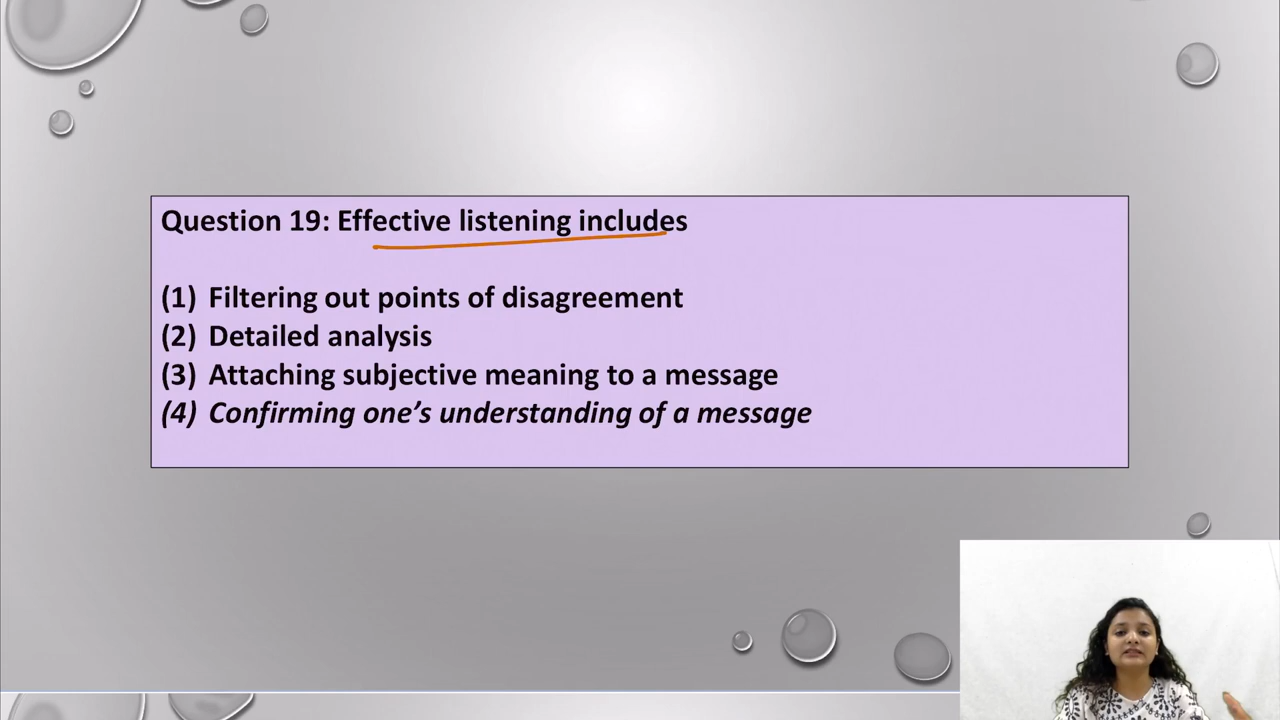 Question 19: Effective listening includes
(1) Filtering out points of disagreement
(2) Detailed analysis
(3) Attaching subjective meaning to a message
(4) Confirming one’s understanding of a message